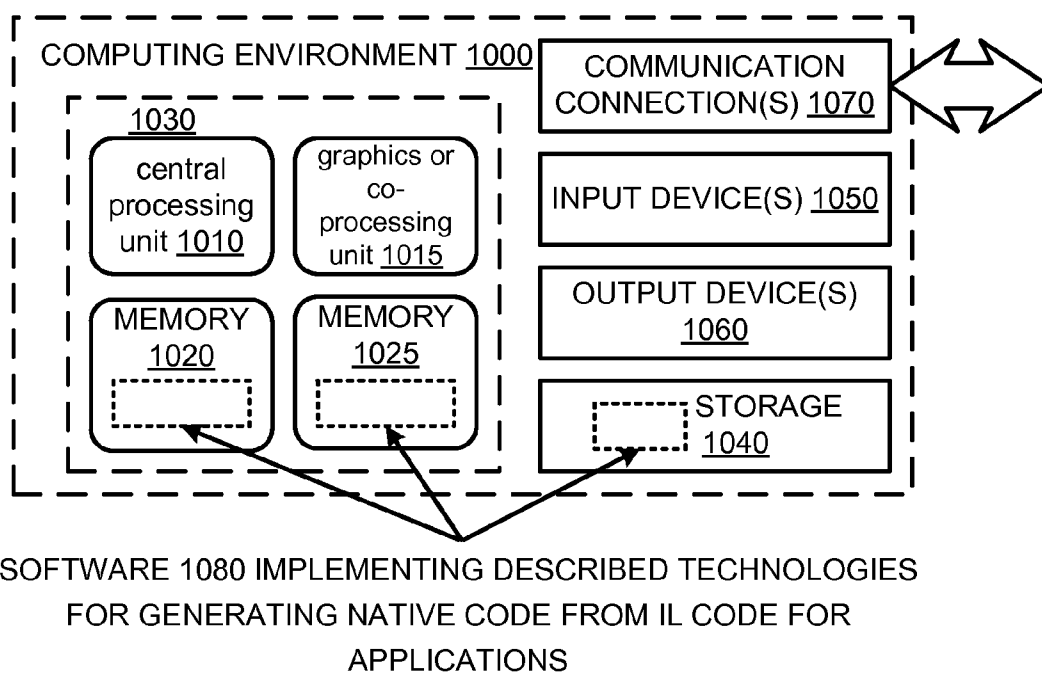 COMPUTING ENVIRONMENT 1000
1030
central
processing
unit 1010
graphics or
co-
processing
unit 1015
MEMORY
1020
MEMORY
1025
COMMUNICATION
CONNECTION(S) 1070
INPUT DEVICE(S) 1050
OUTPUT DEVICE(S)
1060
STORAGE
1040
SOFTWARE 1080 IMPLEMENTING DESCRIBED TECHNOLOGIES
FOR GENERATING NATIVE CODE FROM IL CODE FOR
APPLICATIONS